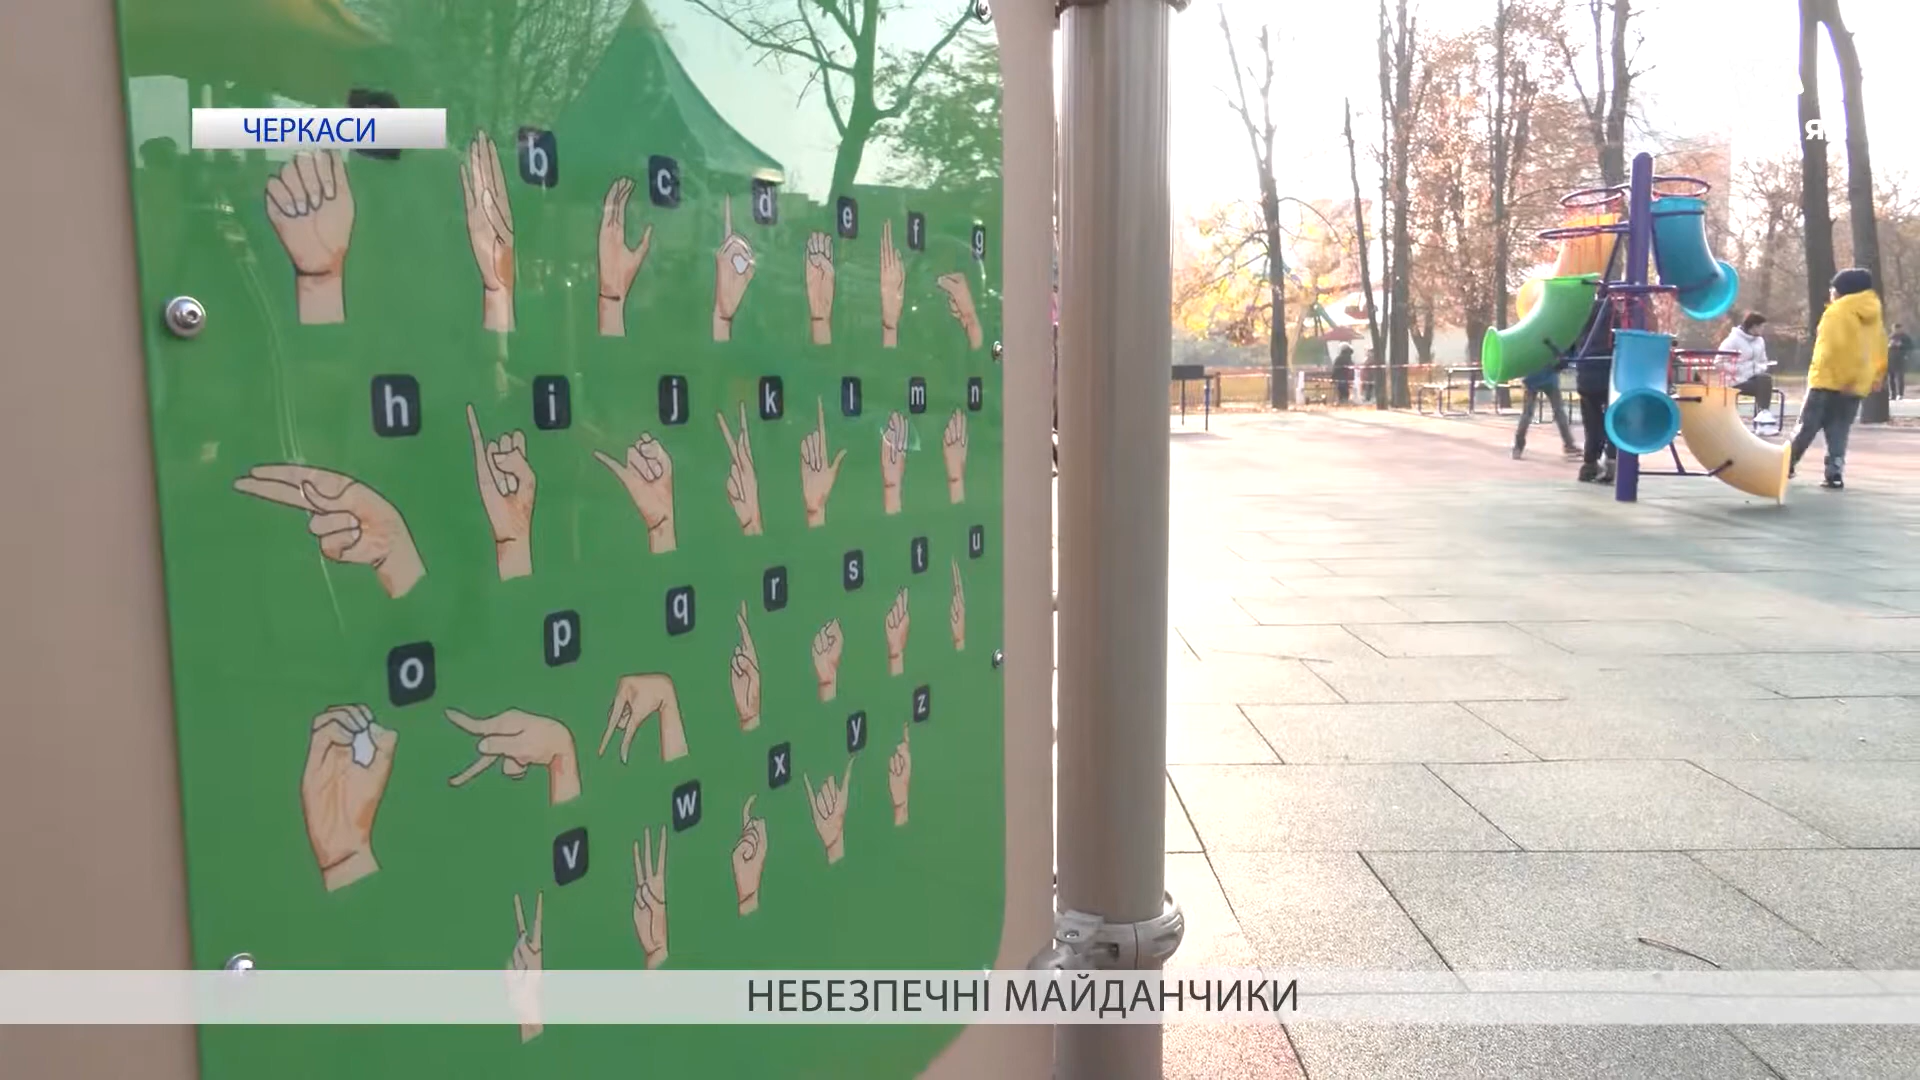 ЧЕРКАСИ
я
b c d e f g
h i j k l m n
o p q r s t u
v w x y z
НЕБЕЗПЕЧНІ МАЙДАНЧИКИ